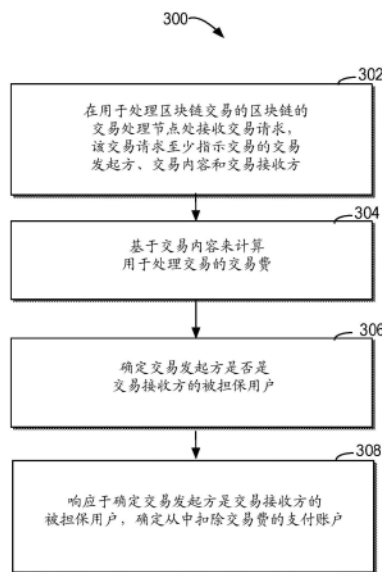 300
302
在用于处理区块链交易的区块链的
交易处理节点处接收交易请求,
该交易请求至少指示交易的交易
发起方、交易内容和交易接收方
304
基于交易内容来计算
用于处理交易的交易费
306
确定交易发起方是否是
交易接收方的被担保用户
308
响应于确定交易发起方是交易接收方的
被担保用户，确定从中扣除交易费的支付账户